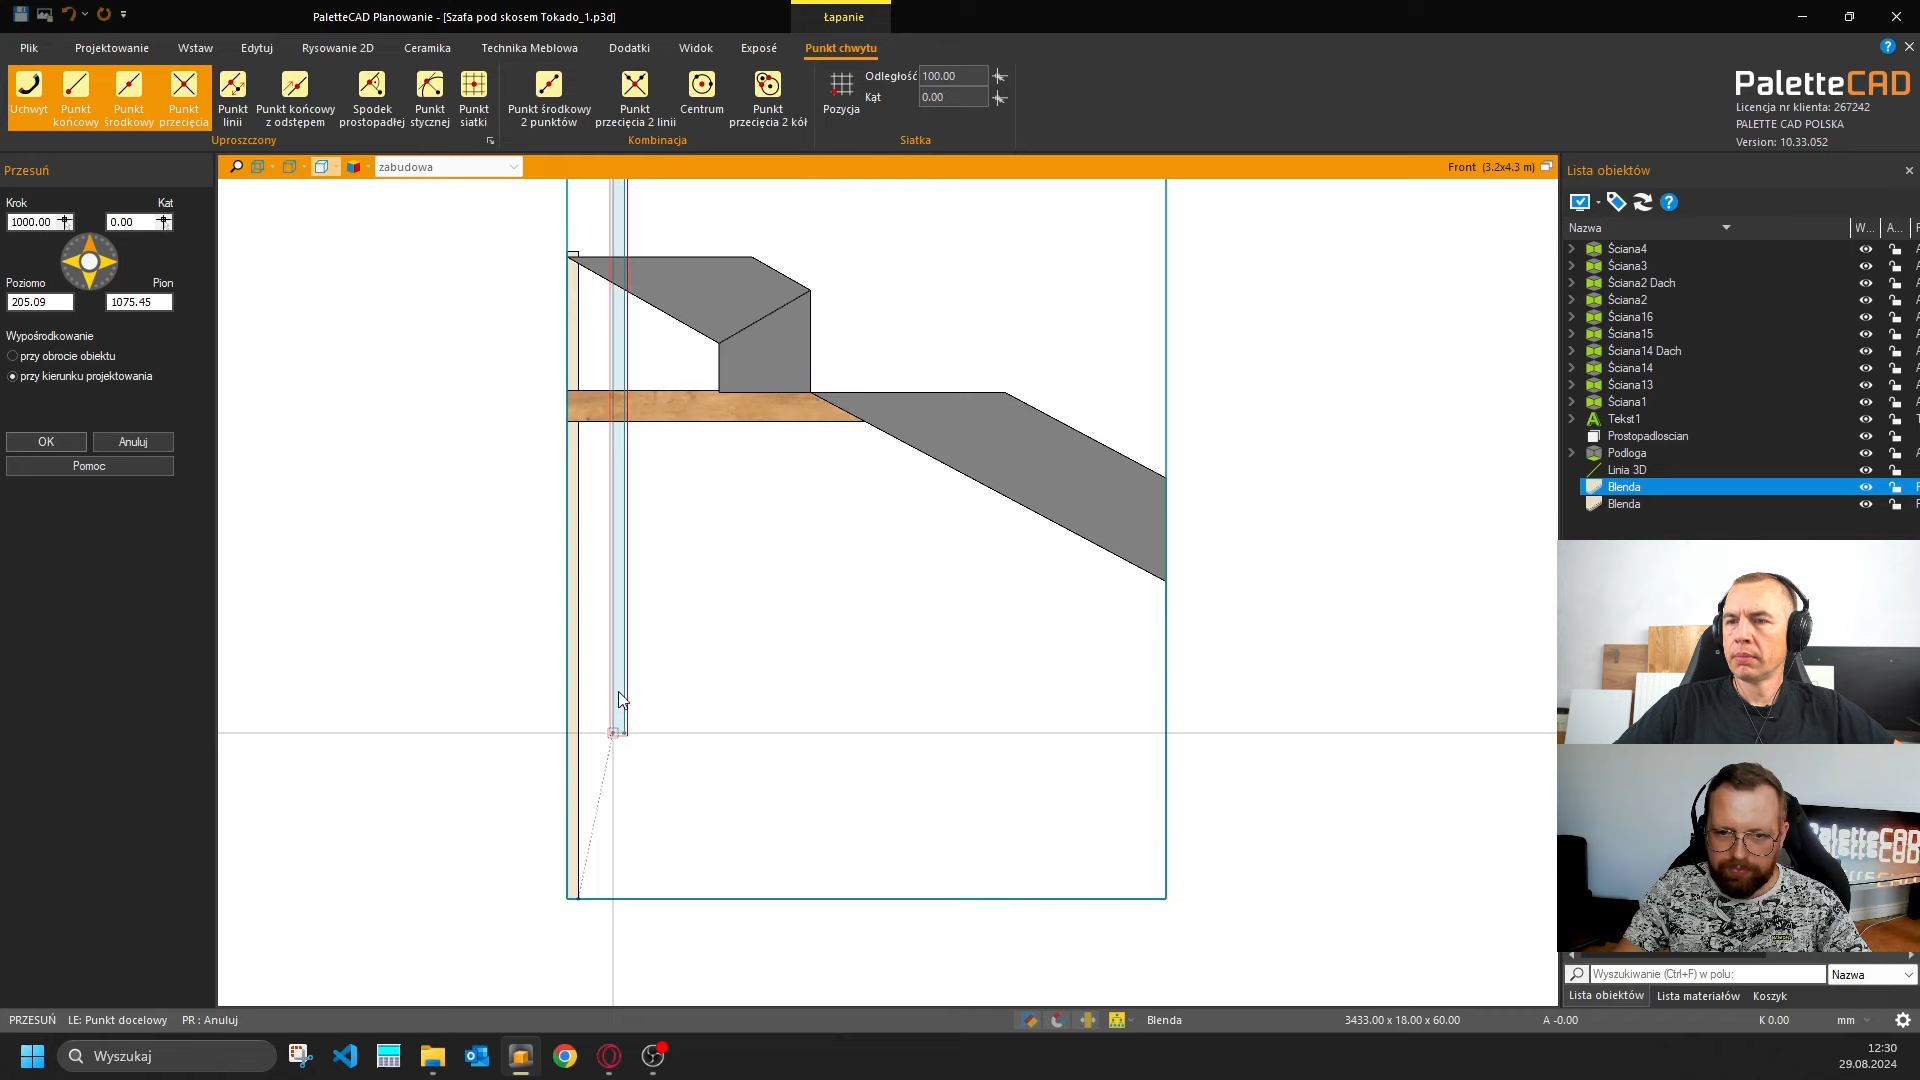 PaletteCAD Planowanie - [Szafa pod skosem Tokado_1.p3d]
Łapanie
Plik
Projektowanie
Wstaw
Edytuj
Rysowanie 2D
Ceramika
Technika Meblowa
Dodatki
Widok
Exposé
Punkt chwytu
Uchwyt
Punkt końcowy
Punkt środkowy
Punkt przecięcia
Punkt linii
Punkt końcowy z odstępem
Spodek prostopadłej
Punkt stycznej
Punkt siatki
Punkt środkowy 2 punktów
Punkt przecięcia 2 linii
Centrum
Punkt przecięcia 2 kół
Pozycja
Odległość 100.00
Kąt 0.00
Uproszczony
Kombinacja
Siatka
PaletteCAD
Licencja nr klienta: 267242
PALETTE CAD POLSKA
Version: 10.33.052
Przesuń
Krok
Kat
1000.00
0.00
Poziomo
Pion
205.09
1075.45
Wypośrodkowanie
przy obrocie obiektu
przy kierunku projektowania
OK
Anuluj
Pomoc
zabudowa
Front (3.2x4.3 m)
Lista obiektów
Nazwa
W...
A...
Ściana4
Ściana3
Ściana2 Dach
Ściana2
Ściana16
Ściana15
Ściana14 Dach
Ściana14
Ściana13
Ściana1
Tekst1
Prostopadloscian
Podloga
Linia 3D
Blenda
Blenda
Wyszukiwanie (Ctrl+F) w polu:
Nazwa
Lista obiektów
Lista materiałów
Koszyk
PRZESUŃ
LE: Punkt docelowy
PR : Anuluj
Blenda
3433.00 x 18.00 x 60.00
A -0.00
K 0.00
mm
Wyszukaj
12:30
29.08.2024